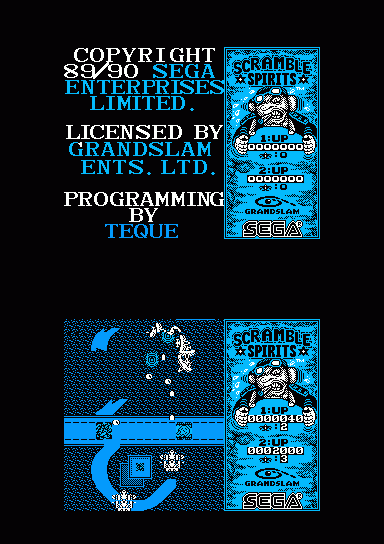 COPYRIGHT
89/90 SEGA
ENTERPRISES
LIMITED.
LICENSED BY
GRANDSLAM
ENTS. LTD.
PROGRAMMING
BY
TEQUE
SCRAMBLE
SPIRITS
1:UP
0000000
:0
2:UP
0000000
:0
GRANDSLAM
SEGA
SCRAMBLE
SPIRITS
1:UP
0000040
:2
2:UP
0002000
:3
GRANDSLAM
SEGA